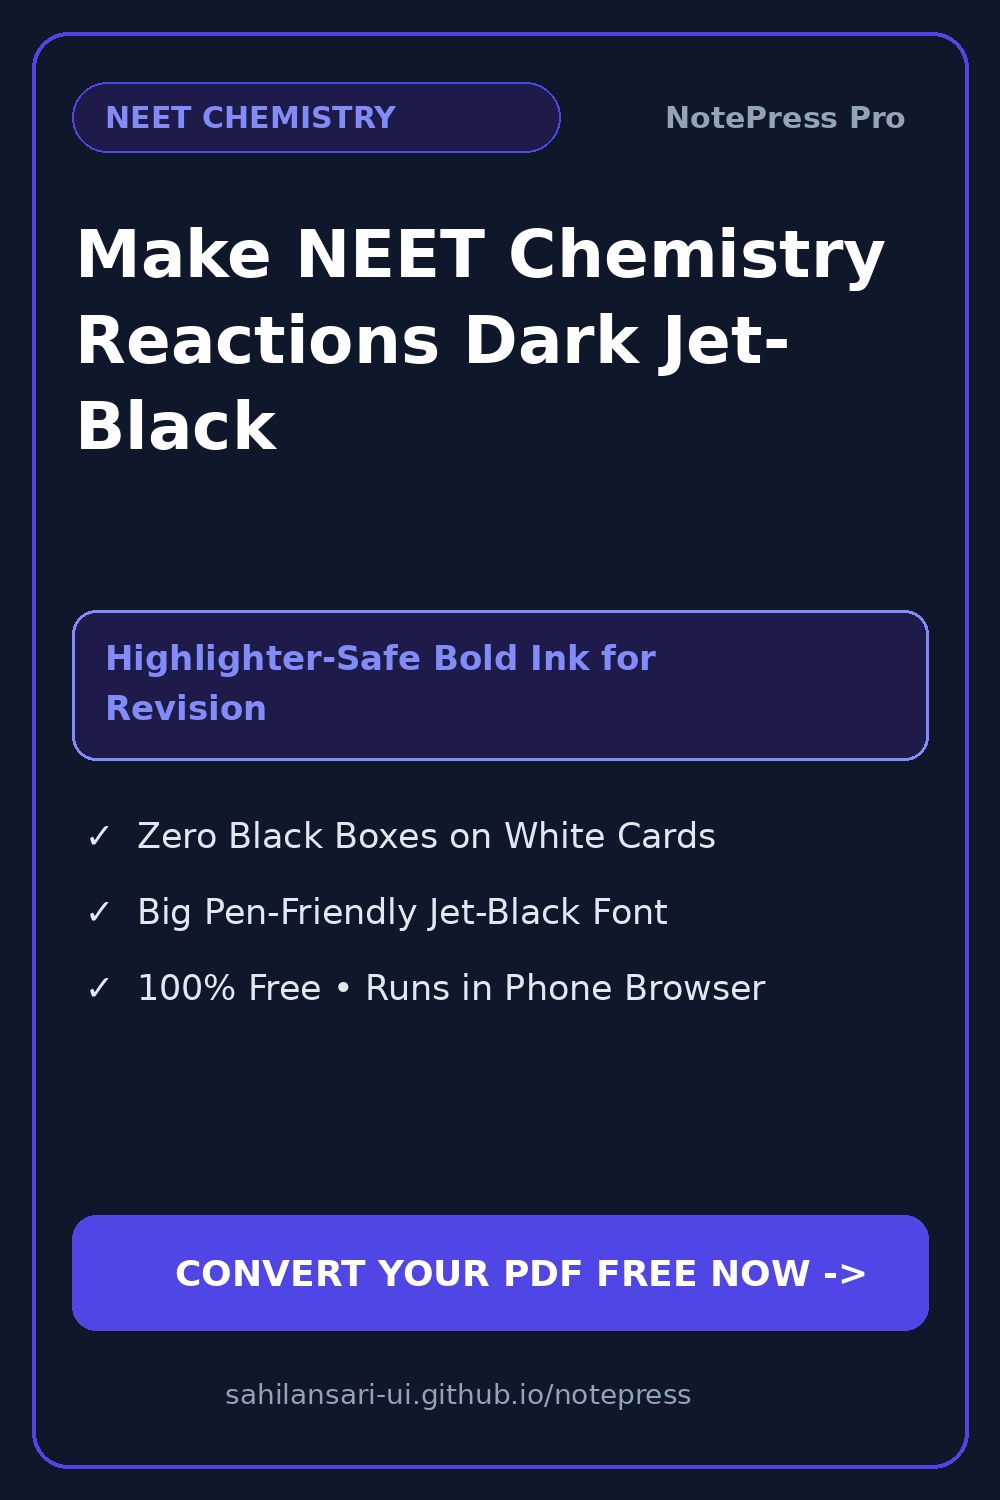 NEET CHEMISTRY
NotePress Pro
Make NEET Chemistry
Reactions Dark Jet-
Black
Highlighter-Safe Bold Ink for
Revision
✓ Zero Black Boxes on White Cards
✓ Big Pen-Friendly Jet-Black Font
✓ 100% Free • Runs in Phone Browser
CONVERT YOUR PDF FREE NOW ->
sahilansari-ui.github.io/notepress